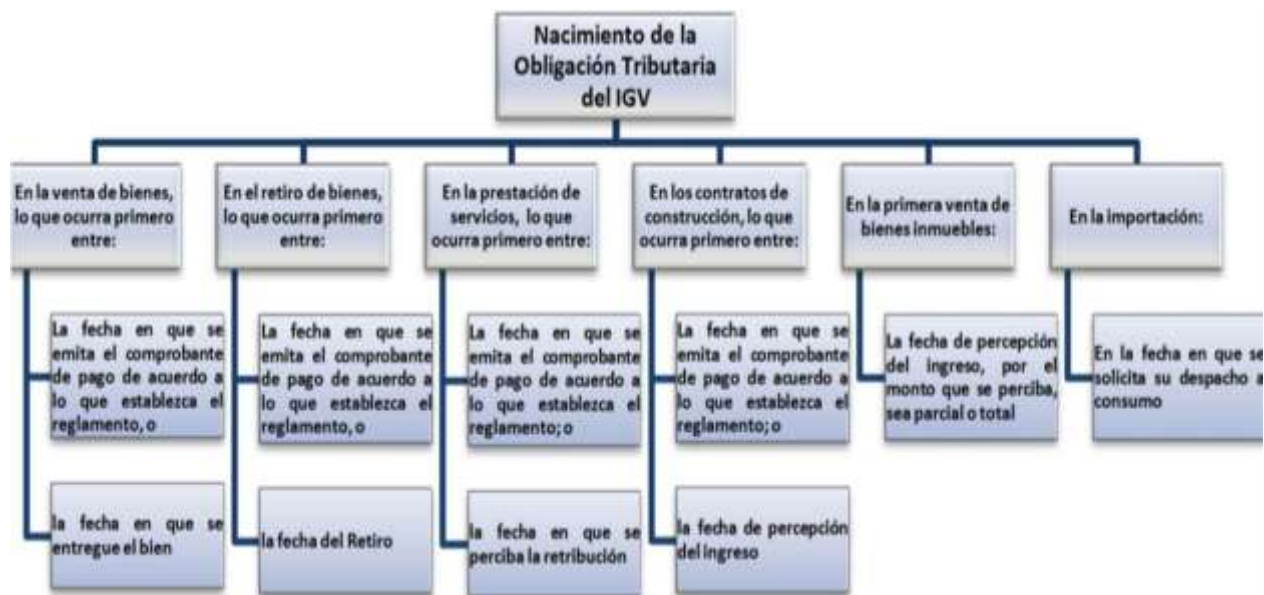 Nacimiento de la
Obligación Tributaria
del IGV
En la venta de bienes,
lo que ocurra primero
entre:
En el retiro de bienes,
lo que ocurra primero
entre:
En la prestación de
servicios, lo que
ocurra primero entre:
En los contratos de
construcción, lo que
ocurra primero entre:
En la primera venta de
bienes inmuebles:
En la importación:
La fecha en que se
emita el comprobante
de pago de acuerdo a
lo que establezca el
reglamento, o
La fecha en que se
emita el comprobante
de pago de acuerdo a
lo que establezca el
reglamento, o
La fecha en que se
emita el comprobante
de pago de acuerdo a
lo que establezca el
reglamento; o
La fecha en que se
emita el comprobante
de pago de acuerdo a
lo que establezca el
reglamento; o
La fecha de percepción
del ingreso, por el
monto que se perciba,
sea parcial o total
En la fecha en que se
solicita su despacho a
consumo
la fecha en que se
entregue el bien
la fecha del Retiro
la fecha en que se
perciba la retribución
la fecha de percepción
del ingreso